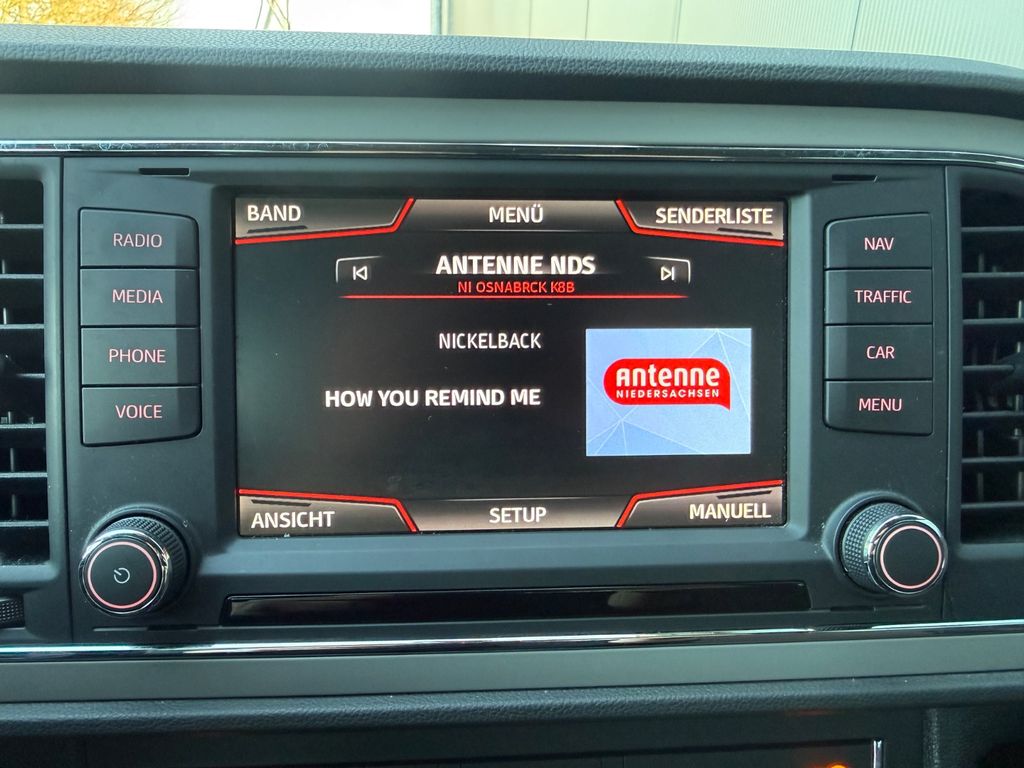 BAND
MENÜ
SENDERLISTE
RADIO
MEDIA
PHONE
VOICE
ANTENNE NDS
NI OSNABRCK K8B
NICKELBACK
HOW YOU REMIND ME
antenne
NIEDERSACHSEN
NAV
TRAFFIC
CAR
MENU
ANSICHT
SETUP
MANUELL